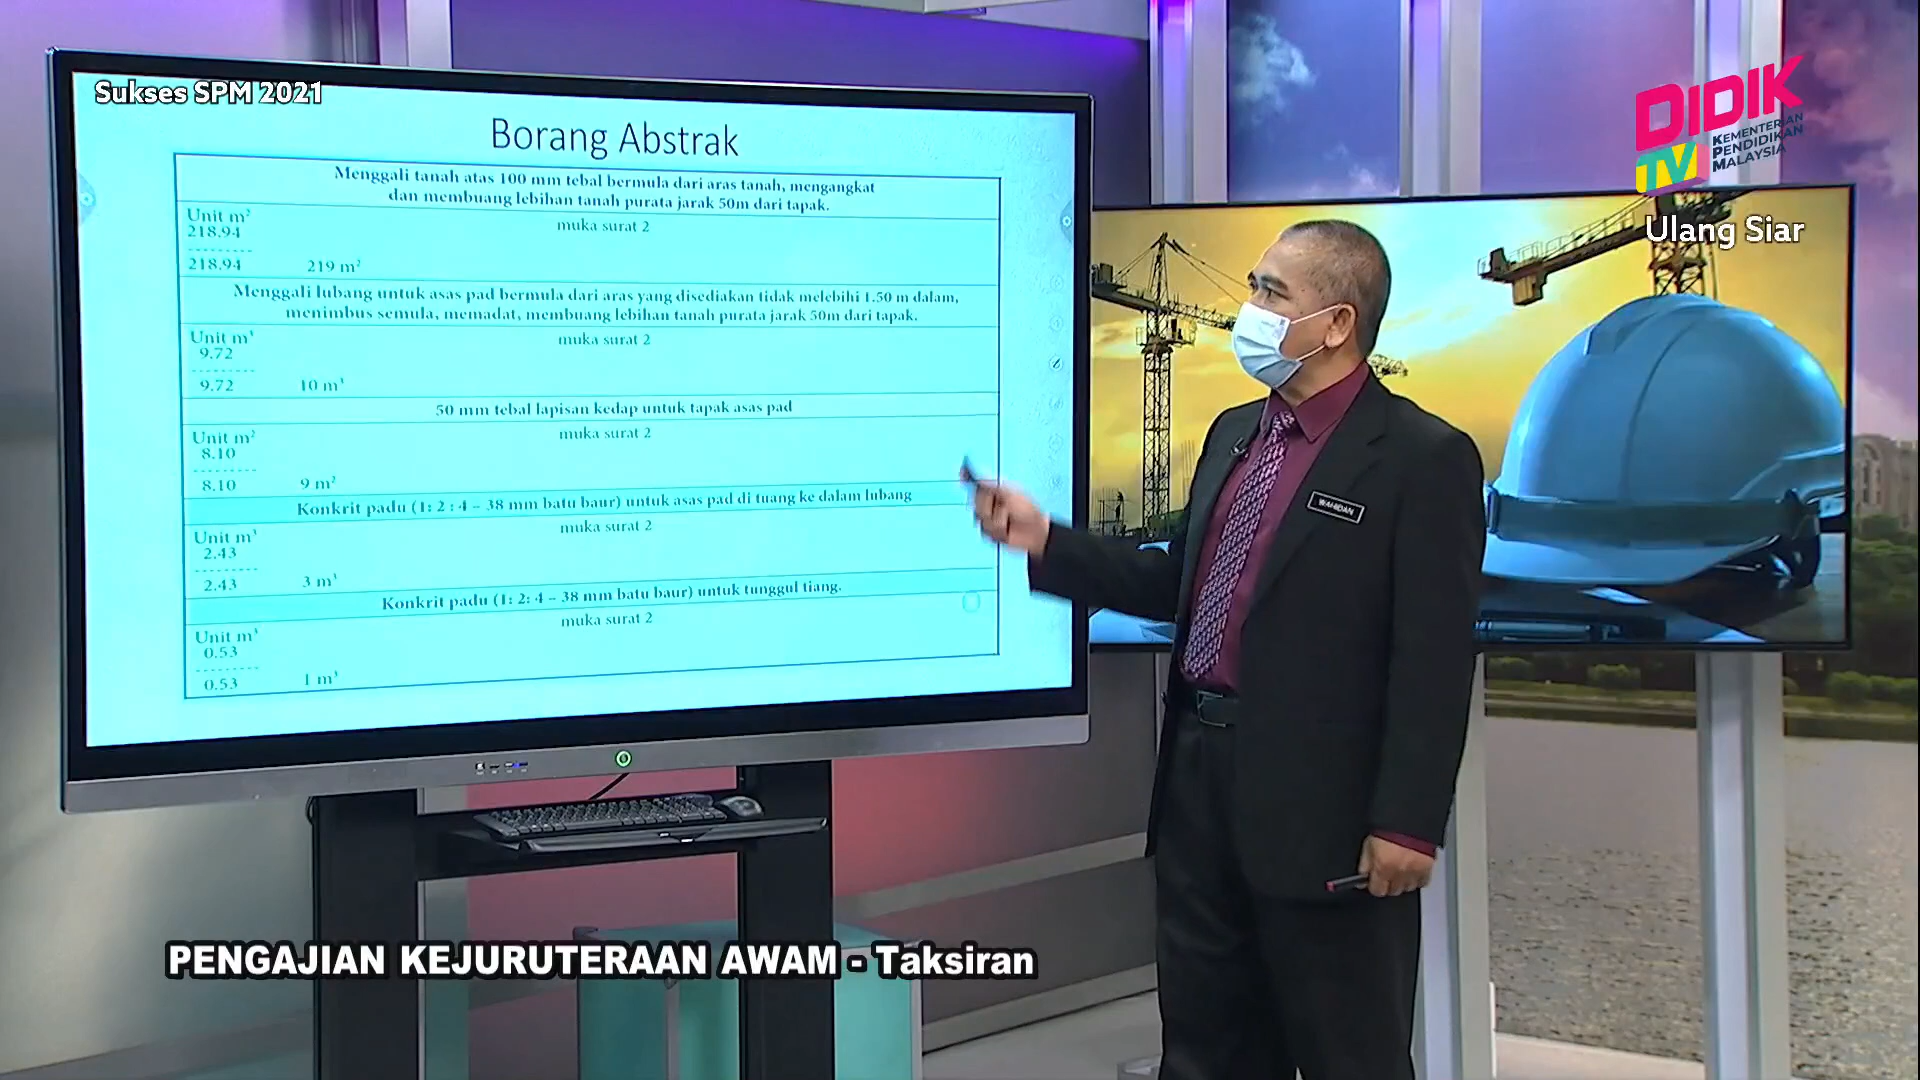 Sukses SPM 2021
Borang Abstrak
Menggali tanah atas 100 mm tebal bermula dari aras tanah, mengangkat
dan membuang lebihan tanah purata jarak 50m dari tapak.
Unit m²
muka surat 2
218.94
---------
218.94 219 m²
Menggali lubang untuk asas pad bermula dari aras yang disediakan tidak melebihi 1.50 m dalam,
menimbus semula, memadat, membuang lebihan tanah purata jarak 50m dari tapak.
Unit m³
muka surat 2
9.72
---------
9.72 10 m³
50 mm tebal lapisan kedap untuk tapak asas pad
Unit m²
muka surat 2
8.10
---------
8.10 9 m²
Konkrit padu (1: 2 : 4 – 38 mm batu baur) untuk asas pad di tuang ke dalam lubang
Unit m³
muka surat 2
2.43
---------
2.43 3 m³
Konkrit padu (1: 2: 4 – 38 mm batu baur) untuk tunggul tiang.
Unit m³
muka surat 2
0.53
---------
0.53 1 m³
DIDIK
TV
KEMENTERIAN
PENDIDIKAN
MALAYSIA
Ulang Siar
WAHIDAN
PENGAJIAN KEJURUTERAAN AWAM - Taksiran